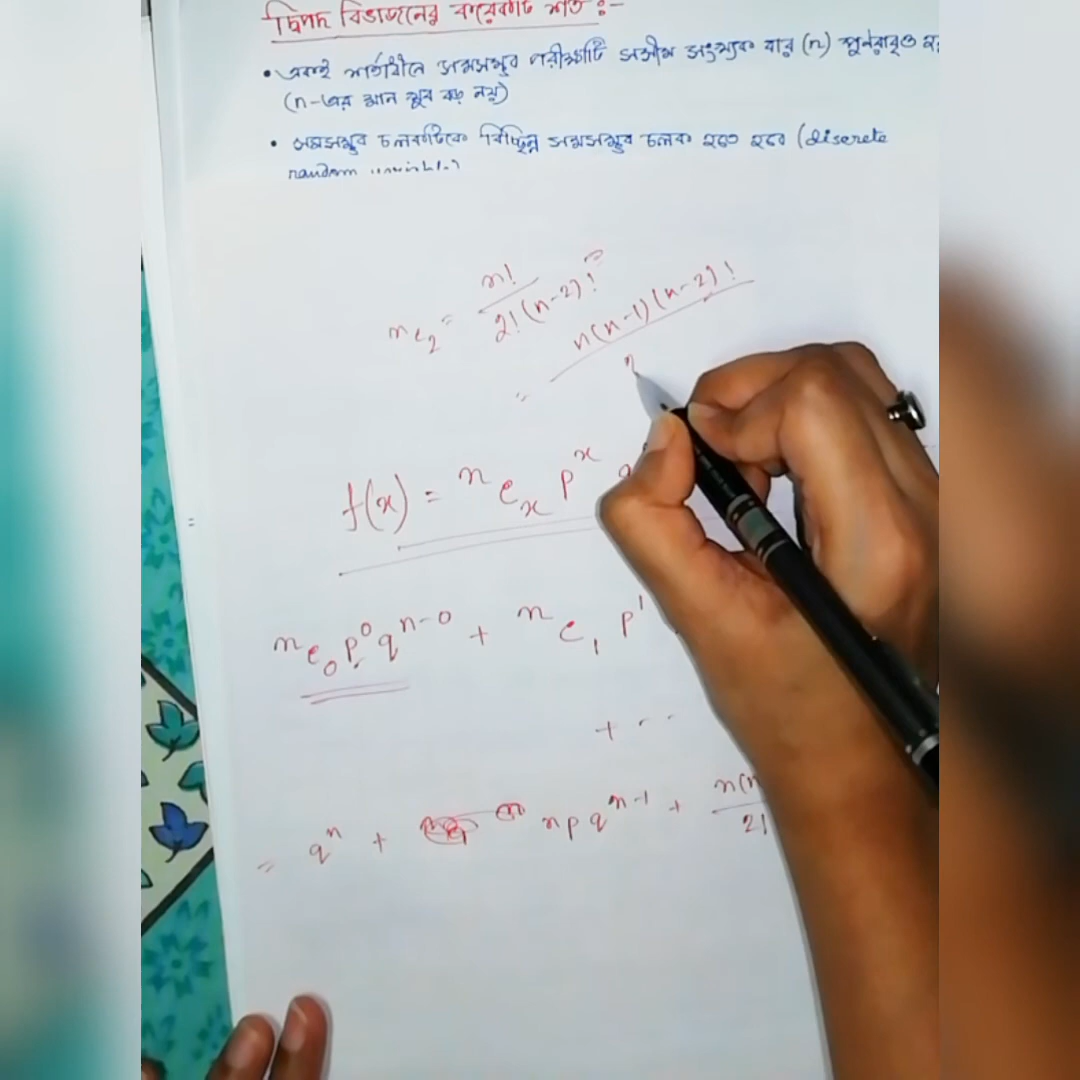 দ্বিপদ বিভাজনের কয়েকটি শর্ত :-
• একই শর্তাধীনে সমসম্ভব পরীক্ষাটি সসীম সংখ্যক বার (n) পুনরাবৃত্ত
(n-এর মান খুব বড় নয়)
• সমসম্ভব চলকটিকে বিচ্ছিন্ন সমসম্ভব চলক হতে হবে (discrete
random
ⁿc₂ = n! / 2!(n-2)!
= n(n-1)(n-2)! / 2
f(x) = ⁿcₓ pˣ q
ⁿc₀ p⁰ qⁿ⁻⁰ + ⁿc₁ p¹
+ ---
= qⁿ + npqⁿ⁻¹ + n(n / 2!